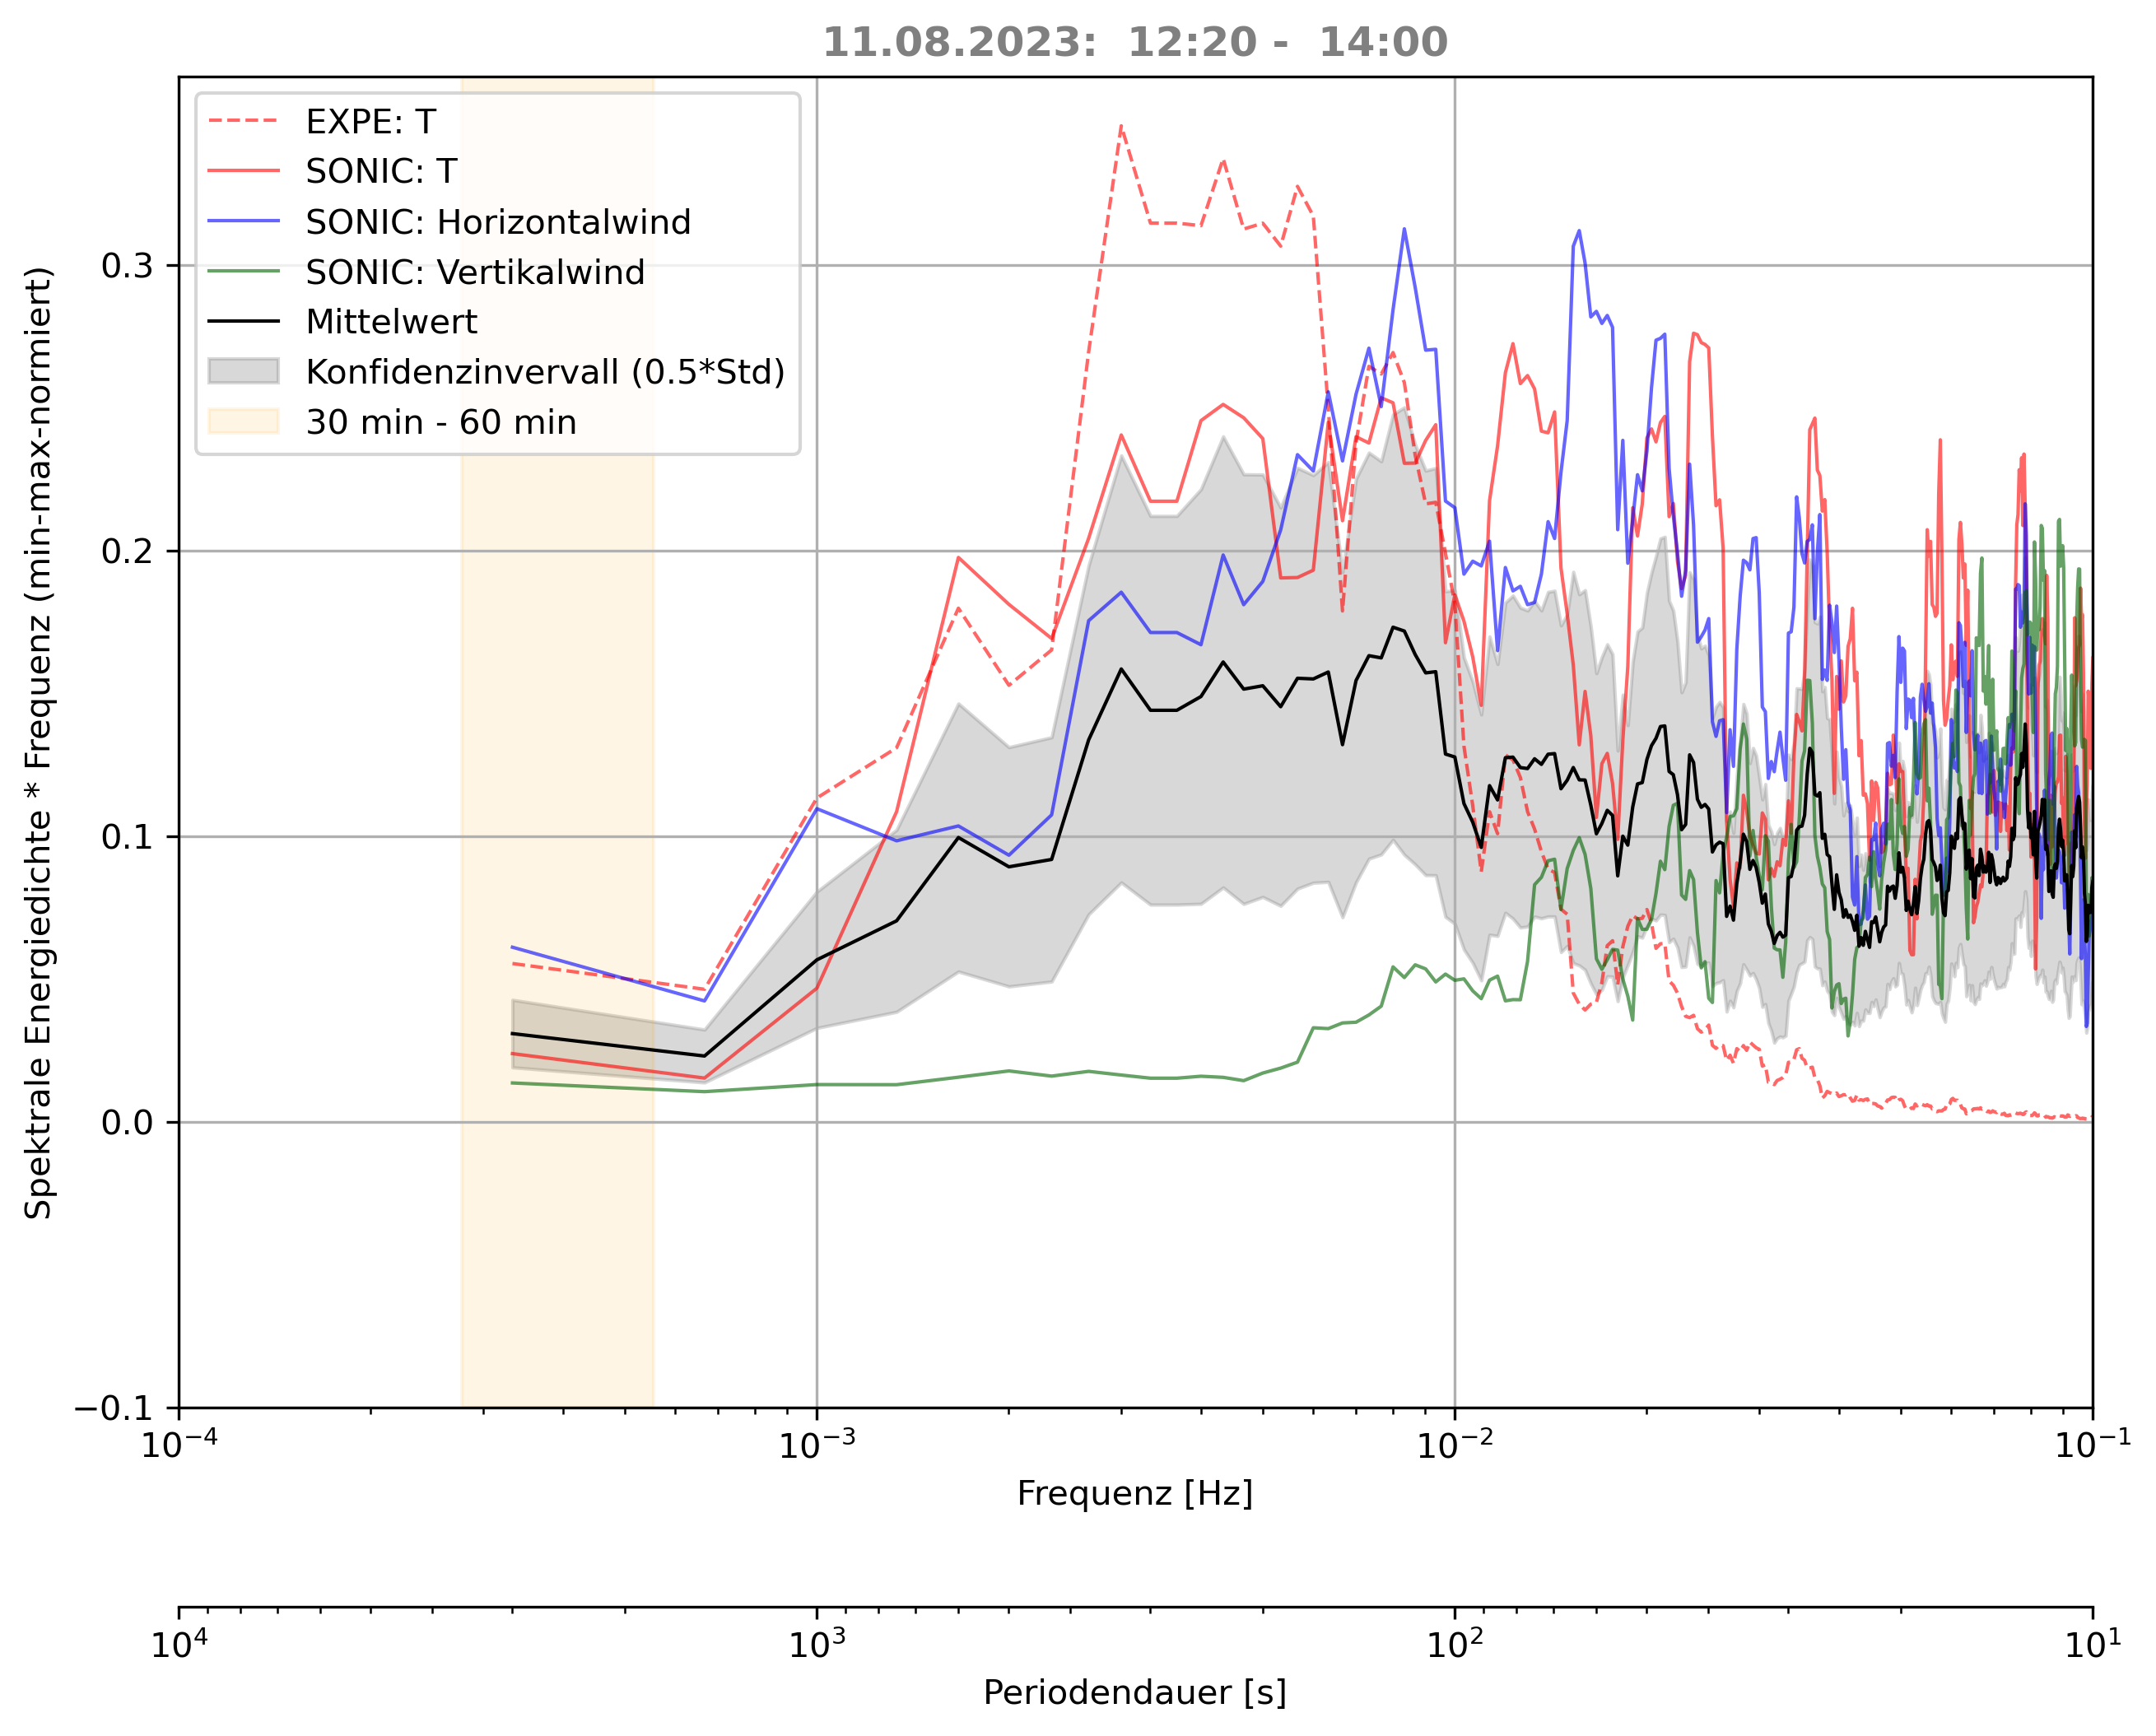 11.08.2023:  12:20 -  14:00
EXPE: T
SONIC: T
SONIC: Horizontalwind
SONIC: Vertikalwind
Mittelwert
Konfidenzinvervall (0.5*Std)
30 min - 60 min
Spektrale Energiedichte * Frequenz (min-max-normiert)
0.3
0.2
0.1
0.0
−0.1
10⁻⁴ 10⁻³ 10⁻² 10⁻¹
Frequenz [Hz]
10⁴ 10³ 10² 10¹
Periodendauer [s]